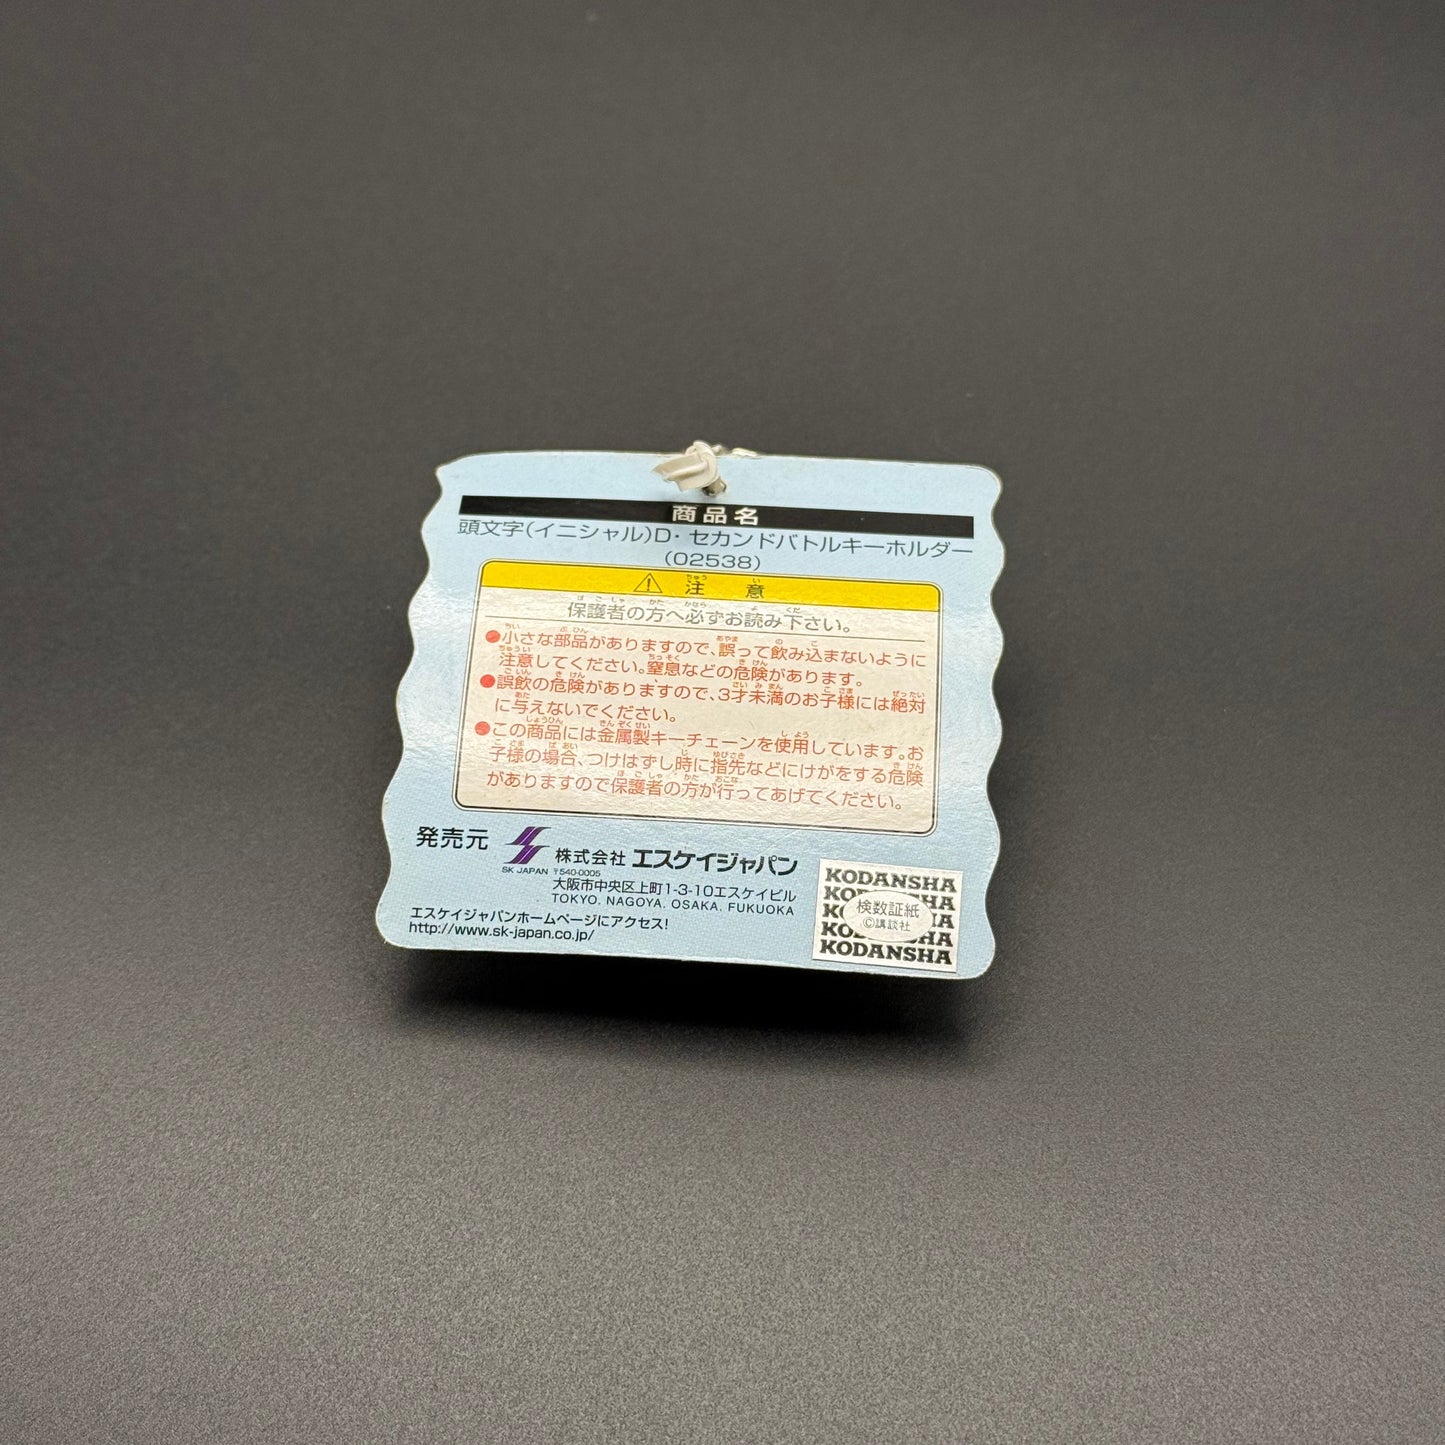 商品名
頭文字(イニシャル)D・セカンドバトルキーホルダー
(02538)
注意
保護者の方へ必ずお読み下さい。
●小さな部品がありますので、誤って飲み込まないように
注意してください。窒息などの危険があります。
●誤飲の危険がありますので、3才未満のお子様には絶対
に与えないでください。
●この商品には金属製キーチェーンを使用しています。お
子様の場合、つけはずし時に指先などにけがをする危険
がありますので保護者の方が行ってあげてください。
発売元
SK JAPAN
株式会社 エスケイジャパン
〒540-0005
大阪市中央区上町1-3-10エスケイビル
TOKYO. NAGOYA. OSAKA. FUKUOKA
エスケイジャパンホームページにアクセス!
http://www.sk-japan.co.jp/
KODANSHA
検数証紙
©講談社
KODANSHA